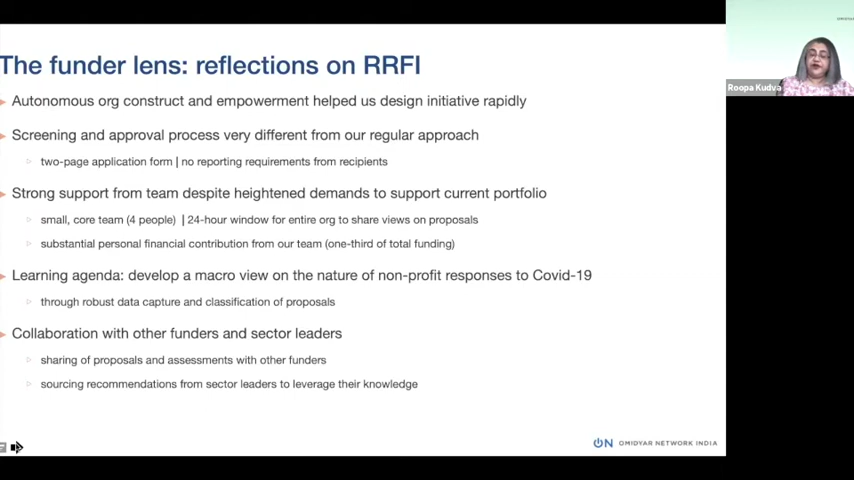 The funder lens: reflections on RRFI
Autonomous org construct and empowerment helped us design initiative rapidly
Screening and approval process very different from our regular approach
two-page application form | no reporting requirements from recipients
Strong support from team despite heightened demands to support current portfolio
small, core team (4 people) | 24-hour window for entire org to share views on proposals
substantial personal financial contribution from our team (one-third of total funding)
Learning agenda: develop a macro view on the nature of non-profit responses to Covid-19
through robust data capture and classification of proposals
Collaboration with other funders and sector leaders
sharing of proposals and assessments with other funders
sourcing recommendations from sector leaders to leverage their knowledge
ON OMIDYAR NETWORK INDIA
Roopa Kudva